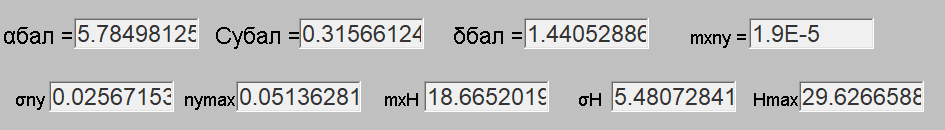 αбал = 5.78498125 Cyбал = 0.31566124 δбал = 1.44052886 mxny = 1.9E-5
σny 0.02567153 nymax 0.05136281 mxH 18.6652019 σH 5.48072841 Hmax 29.6266588